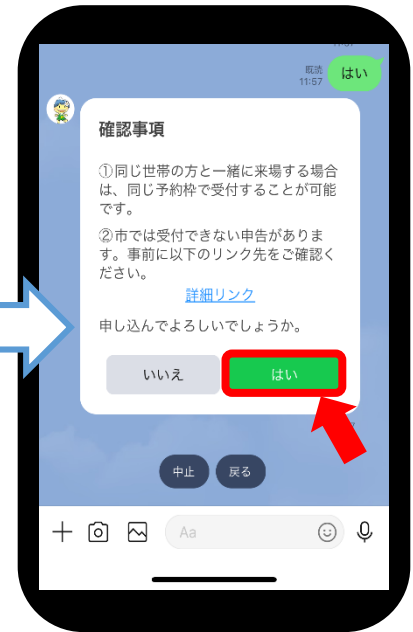 はい
既読
11:57
確認事項
①同じ世帯の方と一緒に来場する場合
は、同じ予約枠で受付することが可能
です。
②市では受付できない申告がありま
す。事前に以下のリンク先をご確認く
ださい。
詳細リンク
申し込んでよろしいでしょうか。
いいえ
はい
中止
戻る
Aa